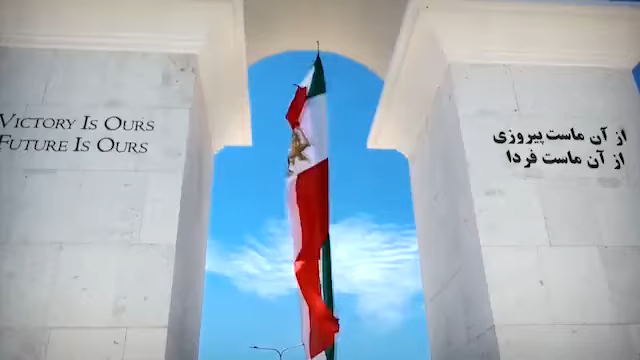 VICTORY IS OURS
FUTURE IS OURS
از آن ماست پیروزی
از آن ماست فردا